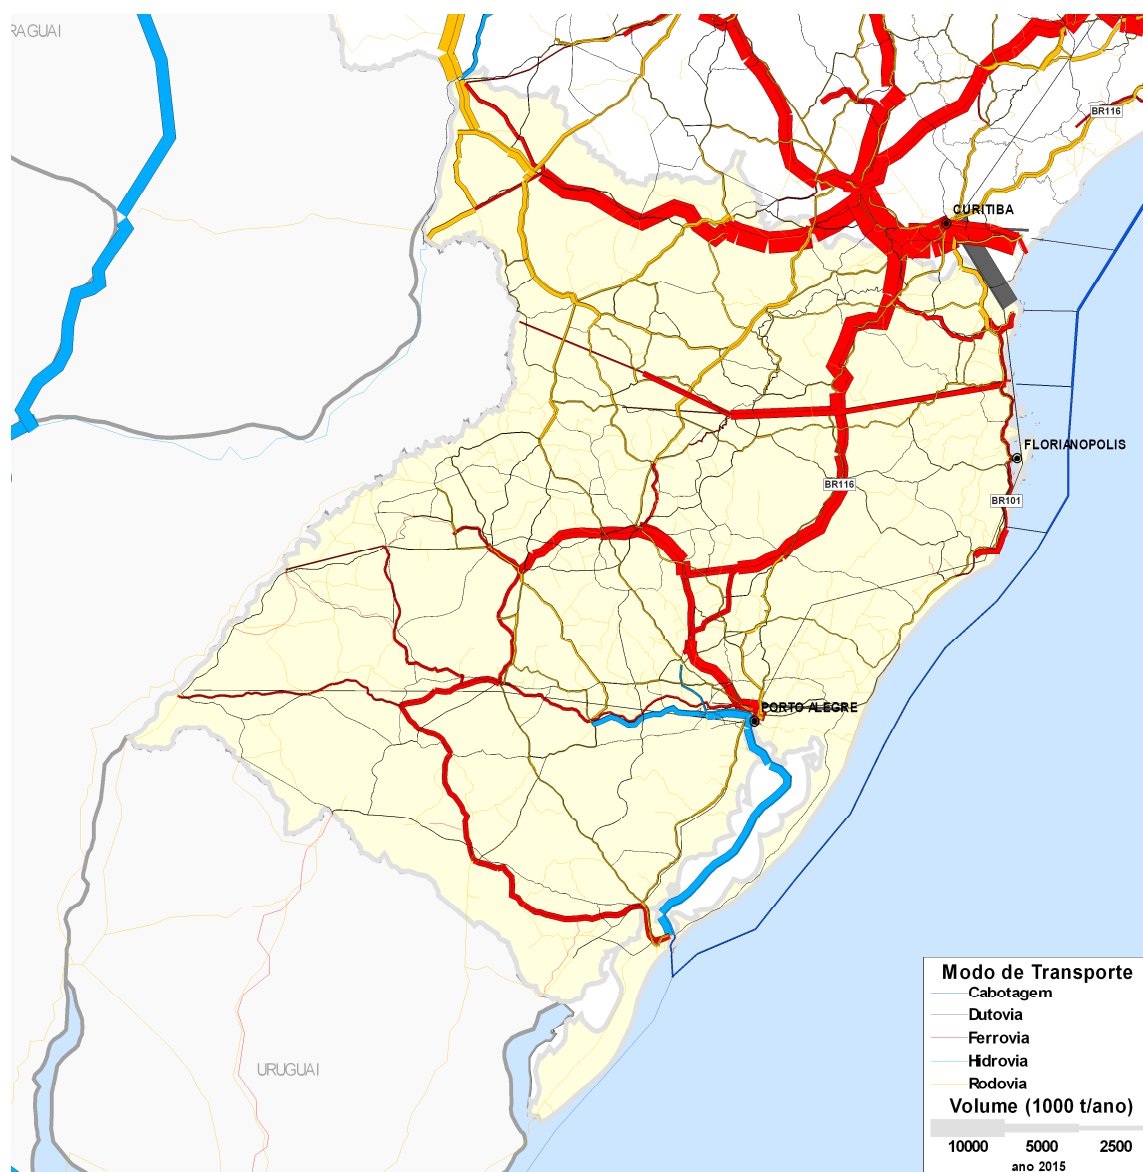 RAGUAI
BR116
CURITIBA
FLORIANOPOLIS
BR116
BR101
PORTO ALEGRE
Modo de Transporte
Cabotagem
Dutovia
Ferrovia
Hidrovia
Rodovia
URUGUAI
Volume (1000 t/ano)
10000 5000 2500
ano 2015